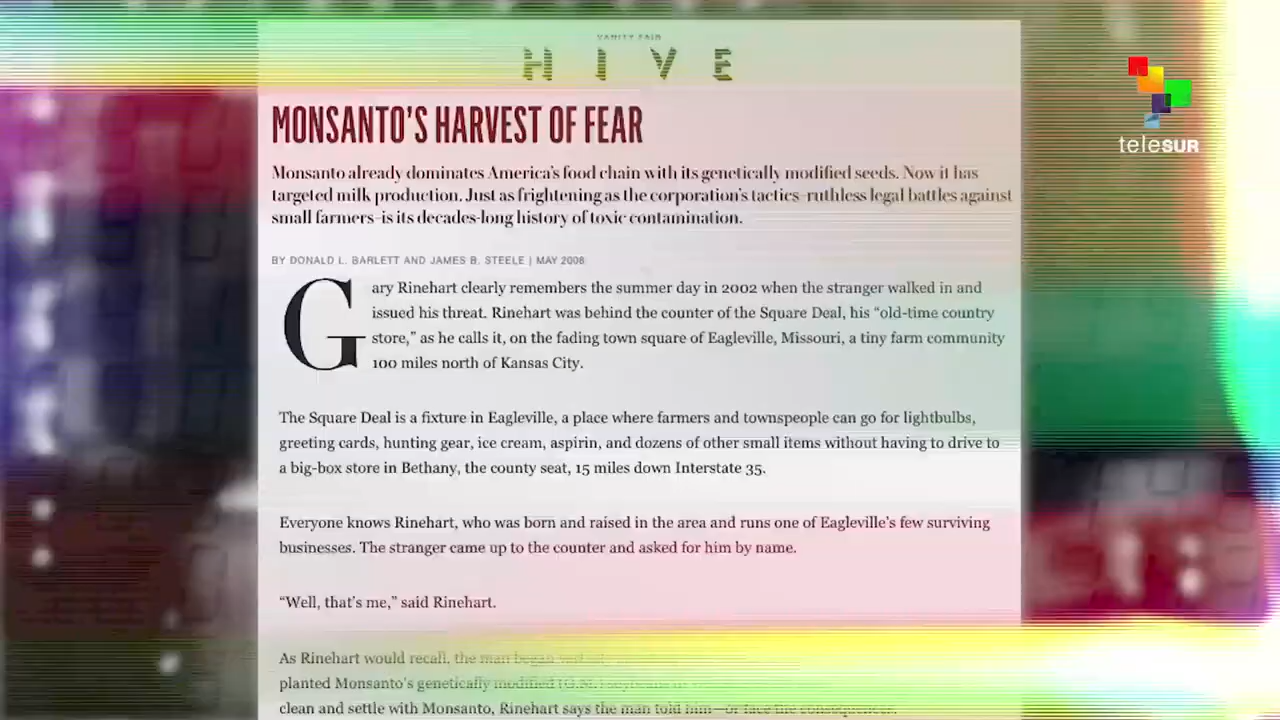 VANITY FAIR
HIVE
MONSANTO'S HARVEST OF FEAR
Monsanto already dominates America's food chain with its genetically modified seeds. Now it has
targeted milk production. Just as frightening as the corporation's tactics–ruthless legal battles against
small farmers–is its decades-long history of toxic contamination.
BY DONALD L. BARLETT AND JAMES B. STEELE | MAY 2008
Gary Rinehart clearly remembers the summer day in 2002 when the stranger walked in and
issued his threat. Rinehart was behind the counter of the Square Deal, his “old-time country
store,” as he calls it, on the fading town square of Eagleville, Missouri, a tiny farm community
100 miles north of Kansas City.
The Square Deal is a fixture in Eagleville, a place where farmers and townspeople can go for lightbulbs,
greeting cards, hunting gear, ice cream, aspirin, and dozens of other small items without having to drive to
a big-box store in Bethany, the county seat, 15 miles down Interstate 35.
Everyone knows Rinehart, who was born and raised in the area and runs one of Eagleville's few surviving
businesses. The stranger came up to the counter and asked for him by name.
“Well, that's me,” said Rinehart.
As Rinehart would recall, the man began
planted Monsanto's genetically modified
clean and settle with Monsanto, Rinehart says the man told him—or face the consequences.
teleSUR